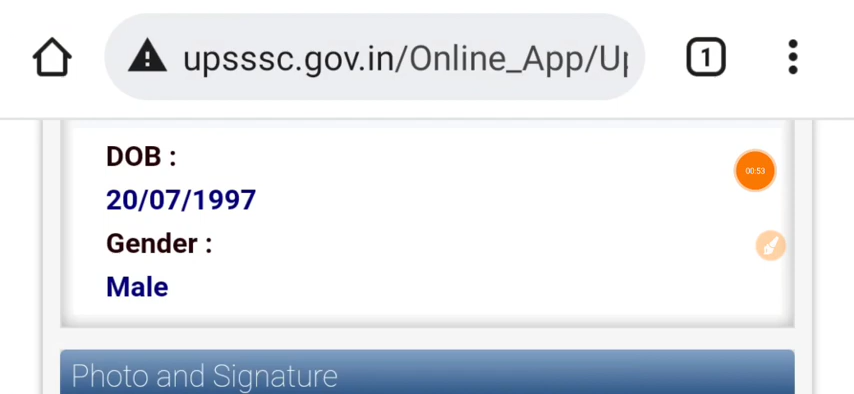 upsssc.gov.in/Online_App/U
1
DOB :
00:53
20/07/1997
Gender :
Male
Photo and Signature